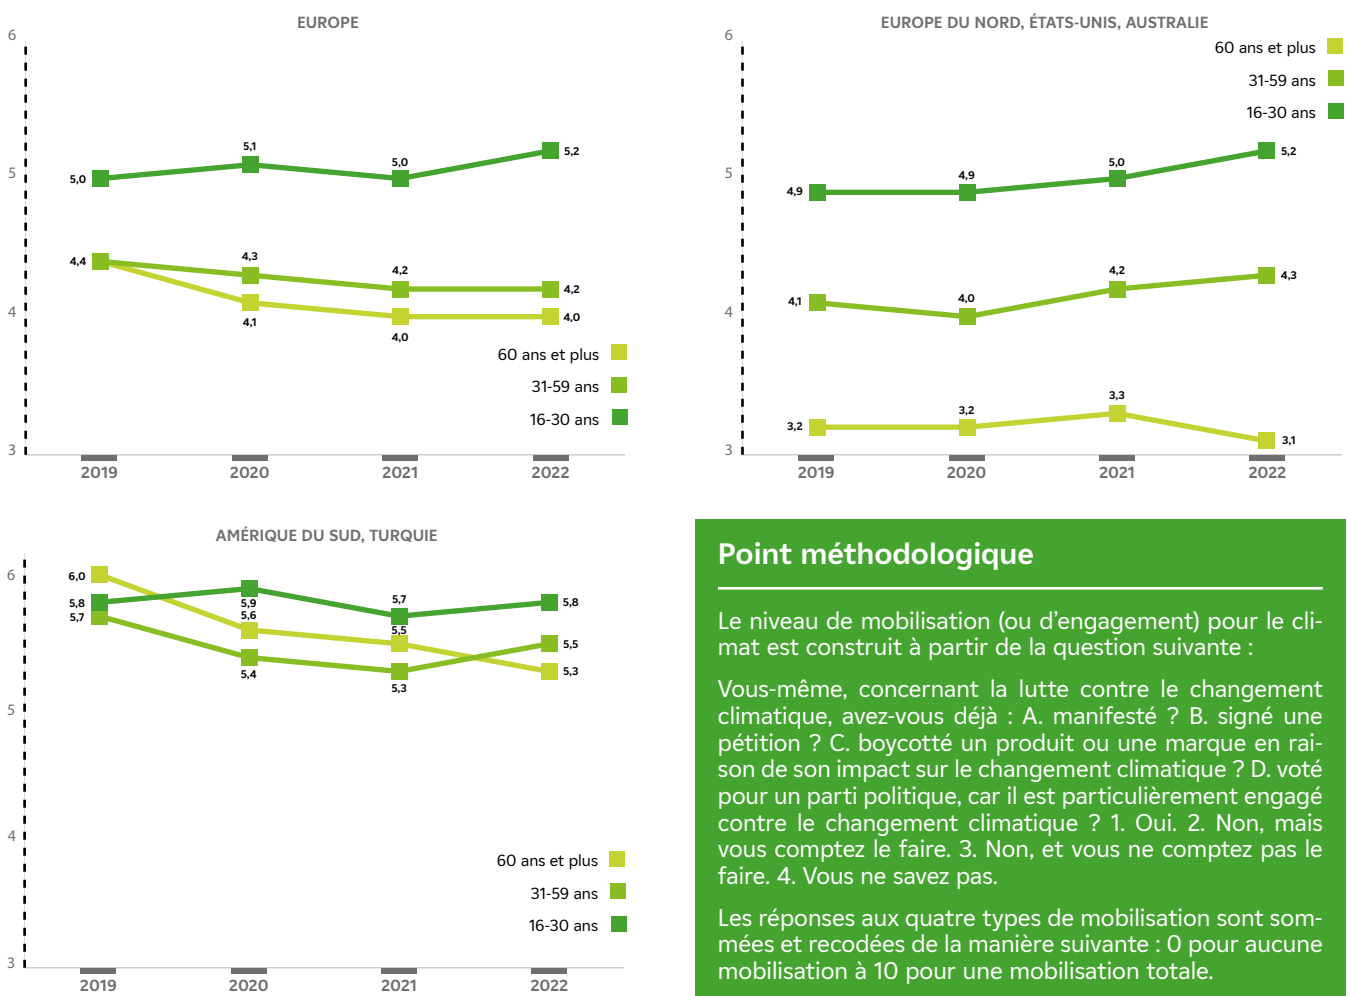 EUROPE
6
5
4
3
5,0
5,1
5,0
5,2
4,4
4,3
4,2
4,2
4,1
4,0
4,0
60 ans et plus
31-59 ans
16-30 ans
2019
2020
2021
2022
EUROPE DU NORD, ÉTATS-UNIS, AUSTRALIE
6
5
4
3
60 ans et plus
31-59 ans
16-30 ans
4,9
4,9
5,0
5,2
4,1
4,0
4,2
4,3
3,2
3,2
3,3
3,1
2019
2020
2021
2022
AMÉRIQUE DU SUD, TURQUIE
6
5
4
3
6,0
5,8
5,7
5,9
5,6
5,4
5,7
5,5
5,3
5,8
5,5
5,3
60 ans et plus
31-59 ans
16-30 ans
2019
2020
2021
2022
Point méthodologique
Le niveau de mobilisation (ou d'engagement) pour le cli-
mat est construit à partir de la question suivante :
Vous-même, concernant la lutte contre le changement
climatique, avez-vous déjà : A. manifesté ? B. signé une
pétition ? C. boycotté un produit ou une marque en rai-
son de son impact sur le changement climatique ? D. voté
pour un parti politique, car il est particulièrement engagé
contre le changement climatique ? 1. Oui. 2. Non, mais
vous comptez le faire. 3. Non, et vous ne comptez pas le
faire. 4. Vous ne savez pas.
Les réponses aux quatre types de mobilisation sont som-
mées et recodées de la manière suivante : 0 pour aucune
mobilisation à 10 pour une mobilisation totale.